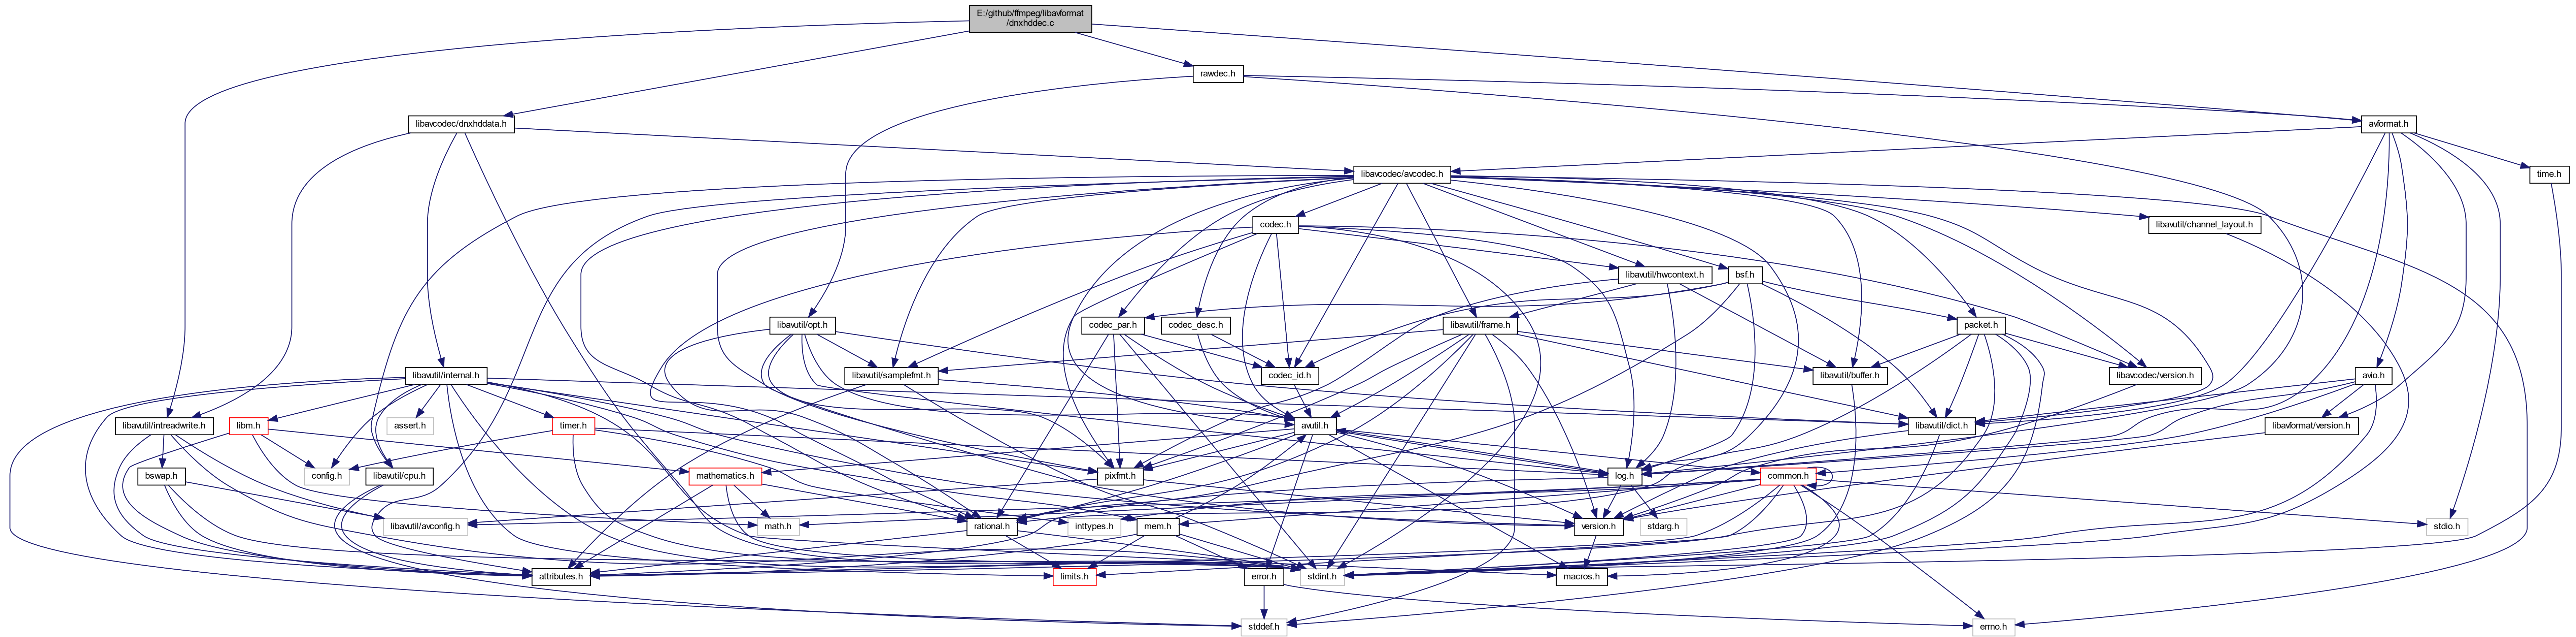 E:/github/ffmpeg/libavformat
/dnxhddec.c
rawdec.h
libavcodec/dnxhddata.h
avformat.h
libavcodec/avcodec.h
time.h
codec.h
libavutil/channel_layout.h
libavutil/hwcontext.h
bsf.h
libavutil/opt.h
codec_par.h
codec_desc.h
libavutil/frame.h
packet.h
libavutil/internal.h
libavutil/samplefmt.h
codec_id.h
libavutil/buffer.h
libavcodec/version.h
avio.h
libavutil/intreadwrite.h
libm.h
assert.h
timer.h
avutil.h
libavutil/dict.h
libavformat/version.h
bswap.h
config.h
libavutil/cpu.h
mathematics.h
pixfmt.h
log.h
common.h
libavutil/avconfig.h
math.h
rational.h
inttypes.h
mem.h
version.h
stdarg.h
stdio.h
attributes.h
limits.h
error.h
stdint.h
macros.h
stddef.h
errno.h